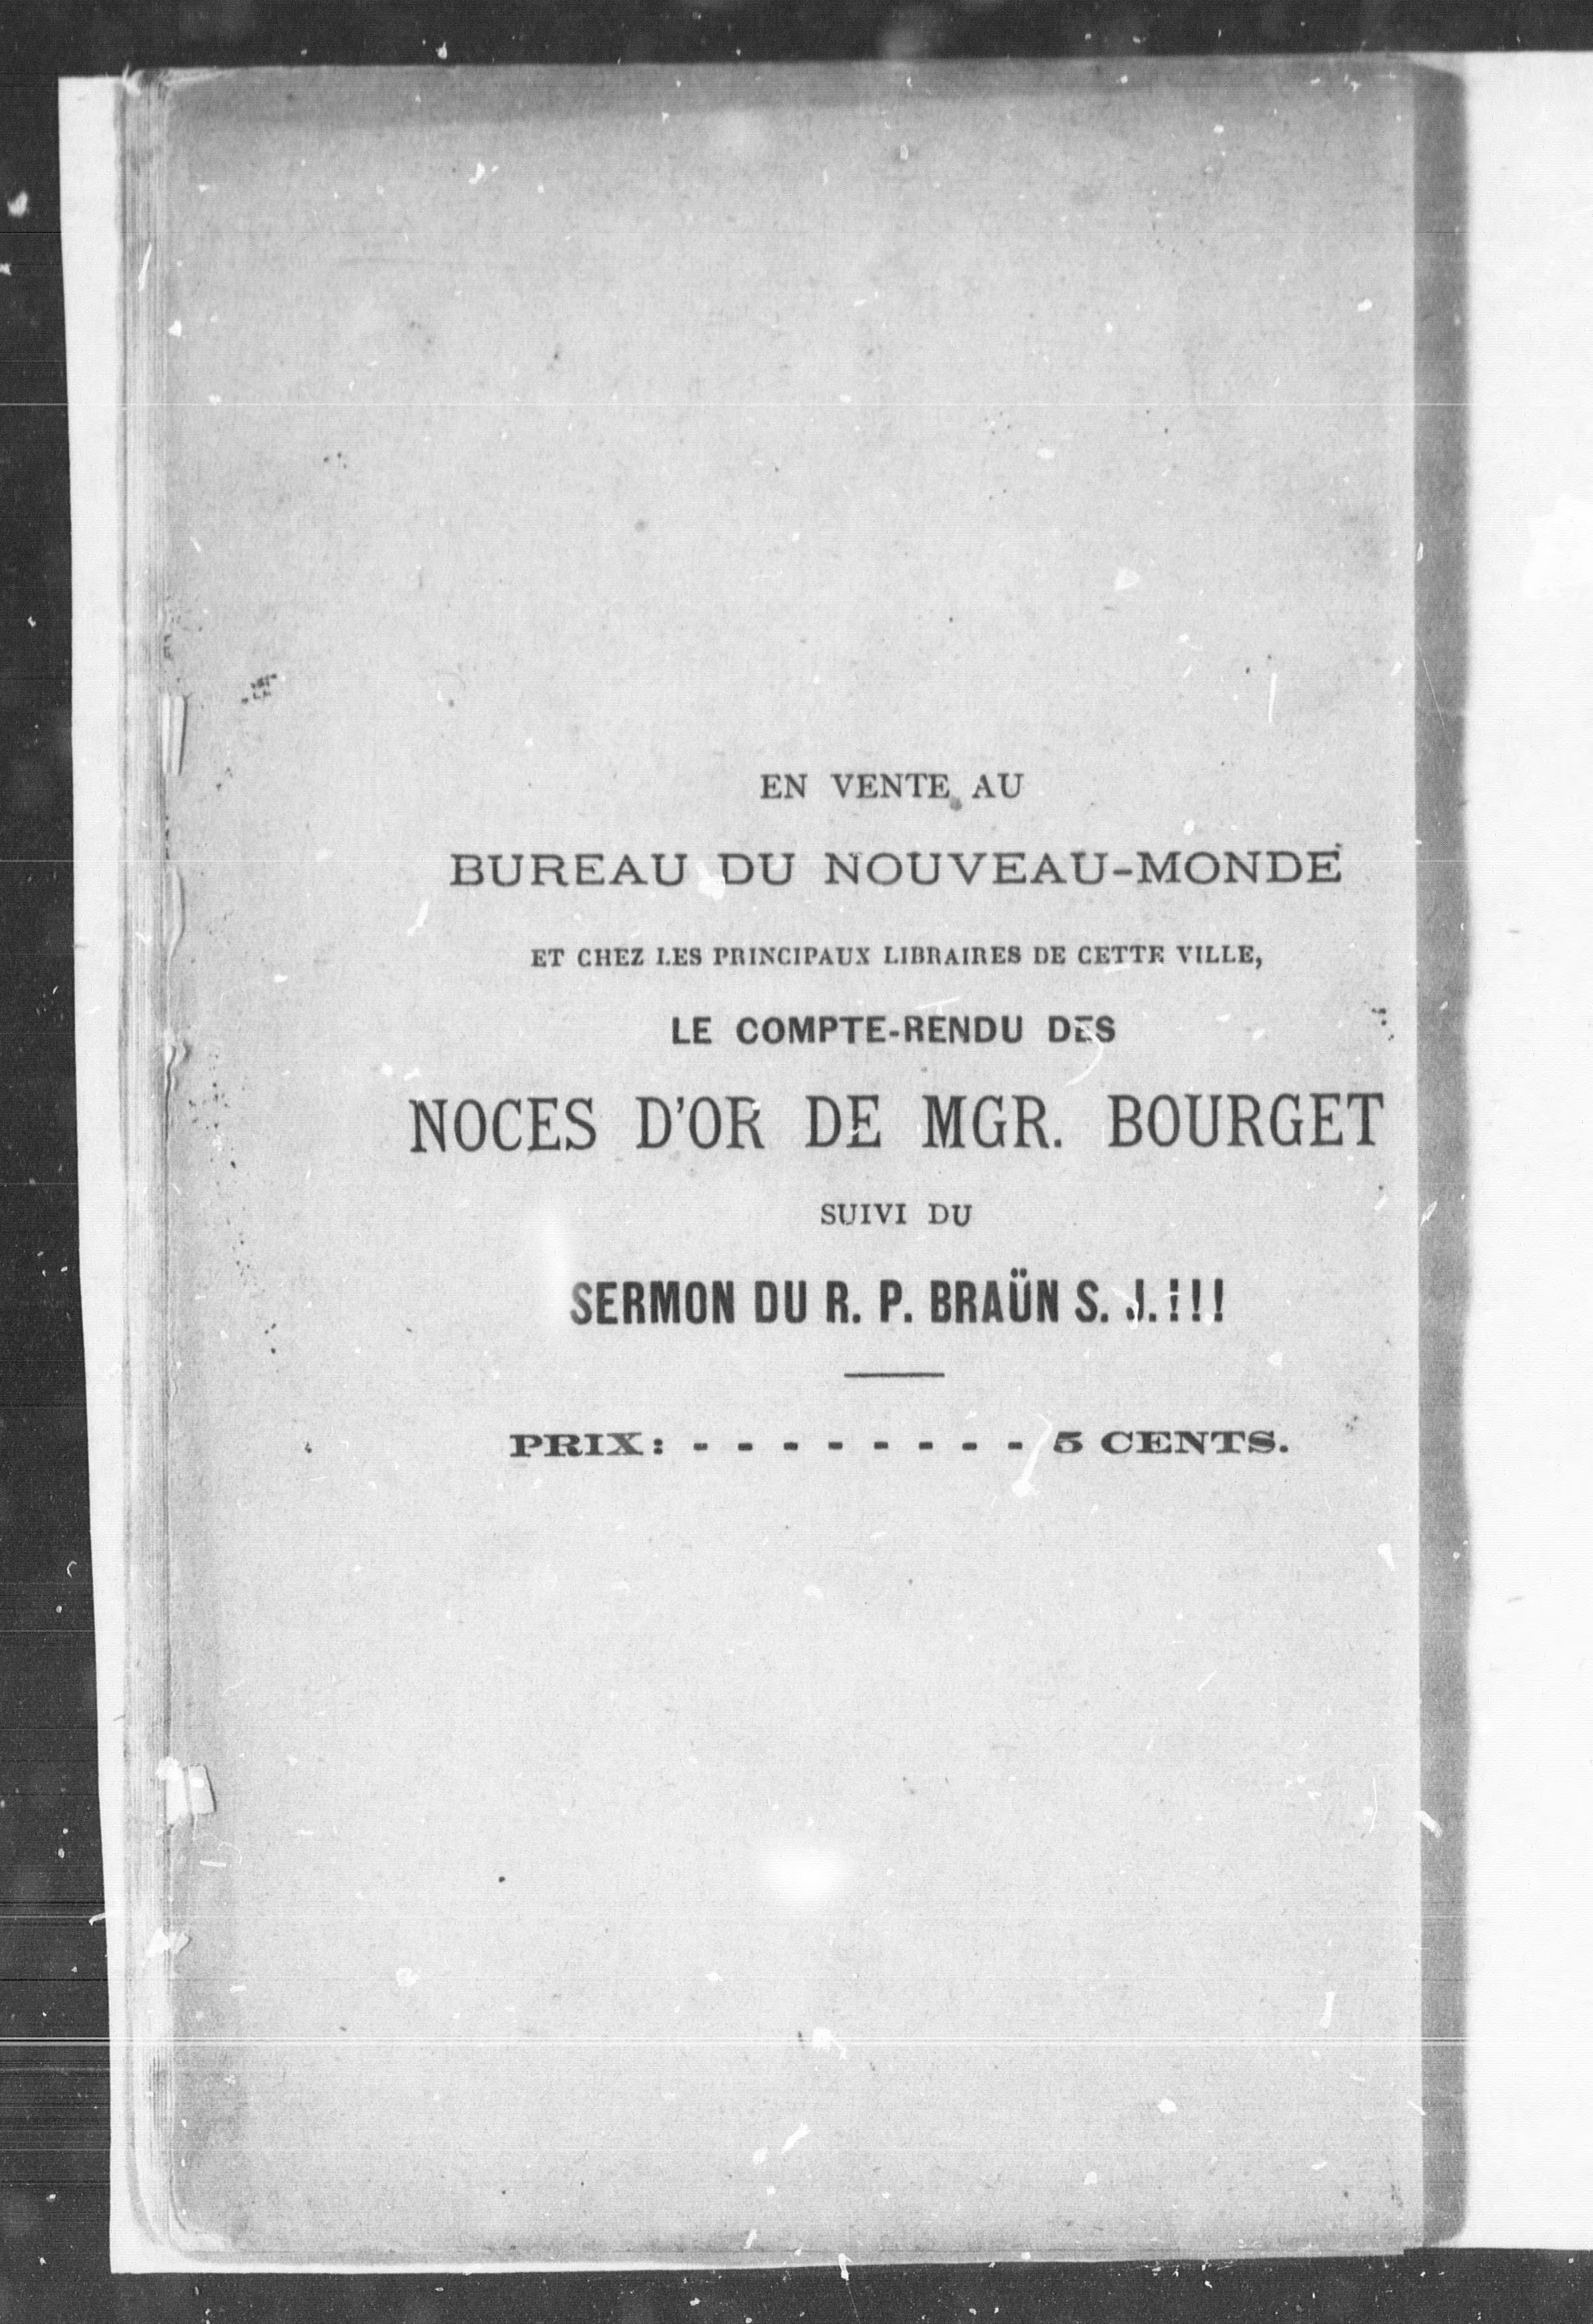 EN VENTE AU
BUREAU DU NOUVEAU-MONDE
ET CHEZ LES PRINCIPAUX LIBRAIRES DE CETTE VILLE,
LE COMPTE-RENDU DES
NOCES D'OR DE MGR. BOURGET
SUIVI DU
SERMON DU R. P. BRAÜN S. J. !!!
PRIX: - - - - - - - - 5 CENTS.